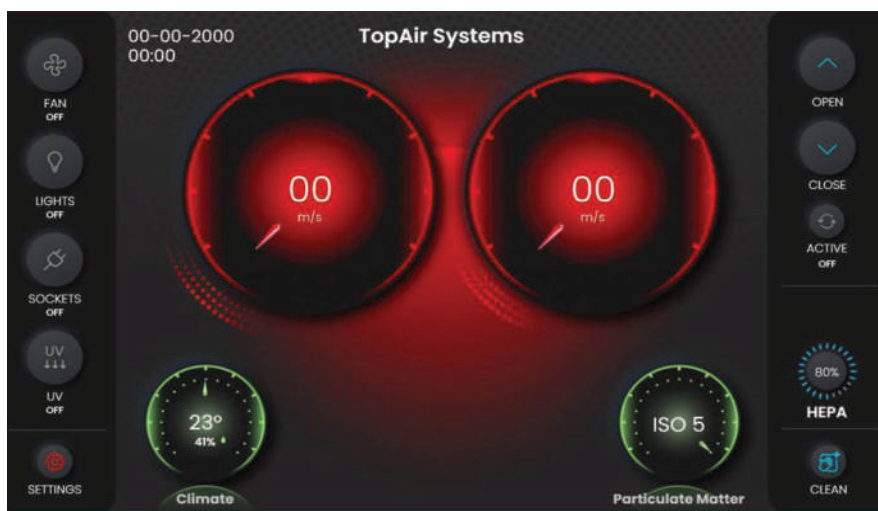 00-00-2000
00:00
TopAir Systems
FAN
OFF
LIGHTS
OFF
SOCKETS
OFF
UV
UV
OFF
SETTINGS
00
m/s
00
m/s
23°
41%
Climate
ISO 5
Particulate Matter
OPEN
CLOSE
ACTIVE
OFF
80%
HEPA
CLEAN